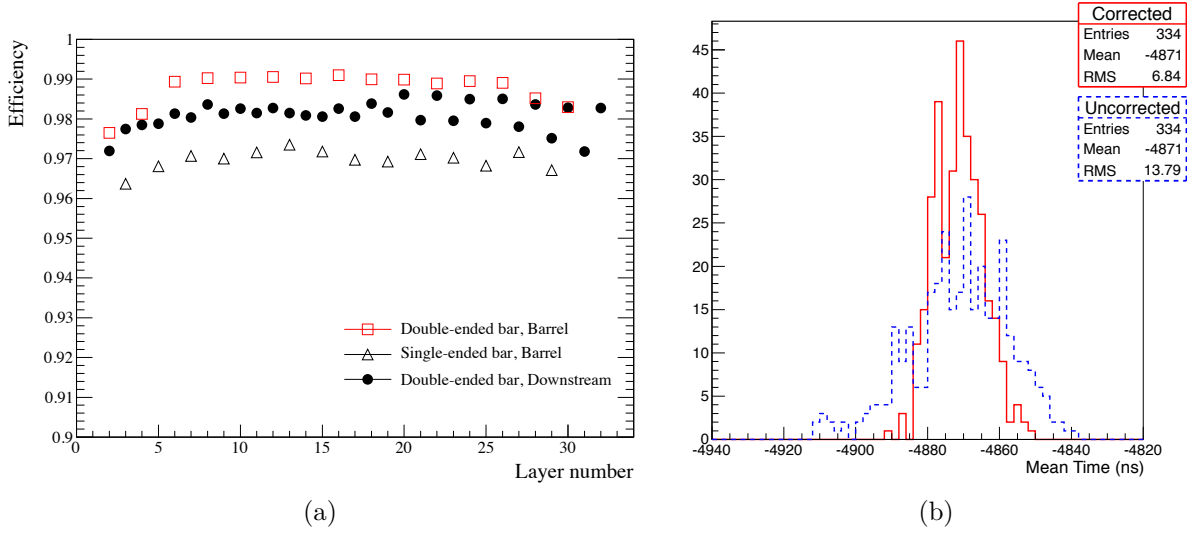 Efficiency
1
0.99
0.98
0.97
0.96
0.95
0.94
0.93
0.92
0.91
0.9
0 5 10 15 20 25 30
Layer number
Double-ended bar, Barrel
Single-ended bar, Barrel
Double-ended bar, Downstream
(a)
Corrected
Entries 334
Mean -4871
RMS 6.84
Uncorrected
Entries 334
Mean -4871
RMS 13.79
45
40
35
30
25
20
15
10
5
0
-4940 -4920 -4900 -4880 -4860 -4840 -4820
Mean Time (ns)
(b)